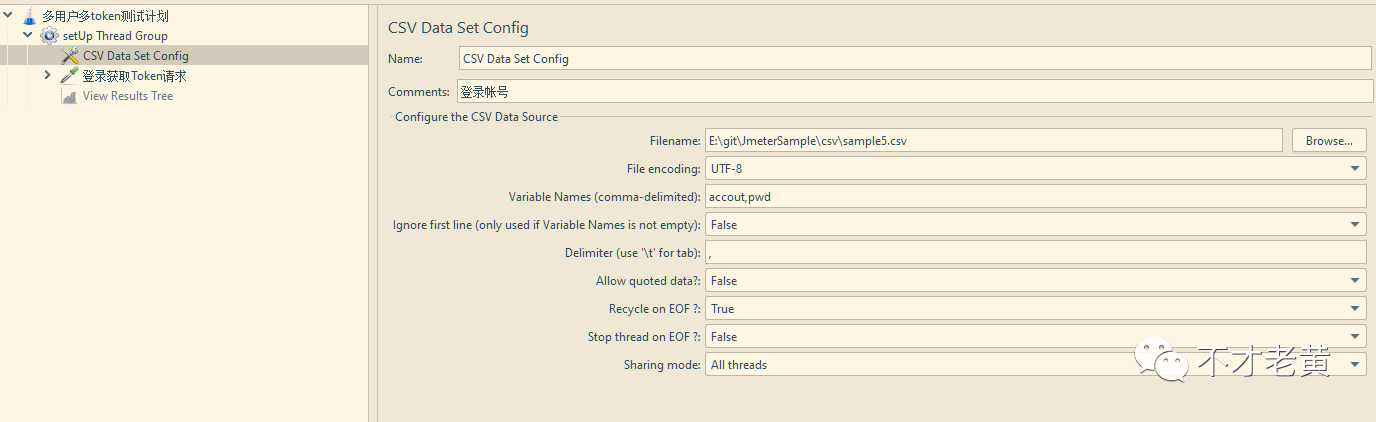 多用户多token测试计划
setUp Thread Group
CSV Data Set Config
登录获取Token请求
View Results Tree
CSV Data Set Config
Name: CSV Data Set Config
Comments: 登录帐号
Configure the CSV Data Source
Filename: E:\git\JmeterSample\csv\sample5.csv Browse...
File encoding: UTF-8
Variable Names (comma-delimited): accout,pwd
Ignore first line (only used if Variable Names is not empty): False
Delimiter (use '\t' for tab): ,
Allow quoted data?: False
Recycle on EOF ?: True
Stop thread on EOF ?: False
Sharing mode: All threads
不才老黄